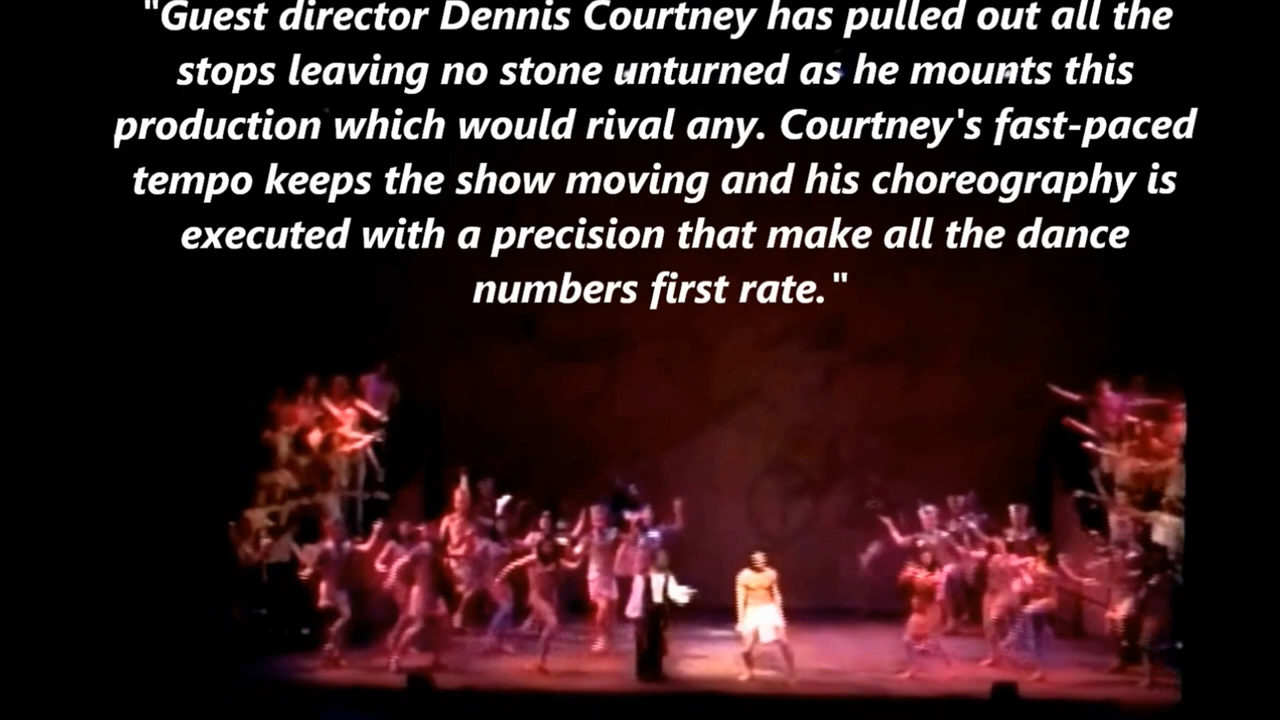 "Guest director Dennis Courtney has pulled out all the
stops leaving no stone unturned as he mounts this
production which would rival any. Courtney's fast-paced
tempo keeps the show moving and his choreography is
executed with a precision that make all the dance
numbers first rate."